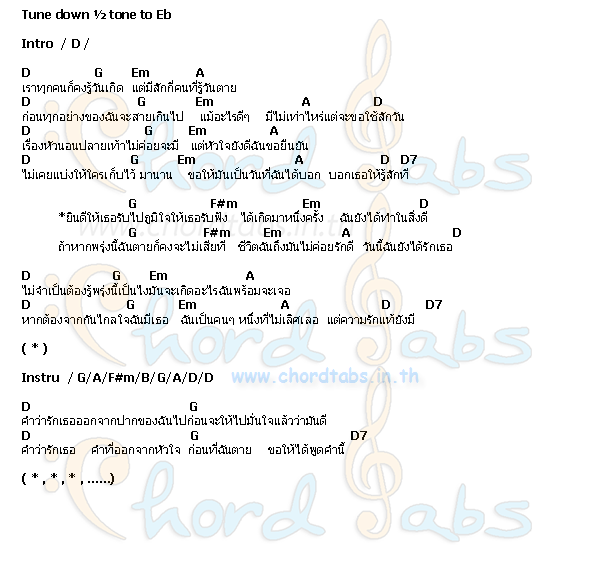 Tune down ½ tone to Eb
Intro / D /
D G Em A
เราทุกคนก็คงรู้วันเกิด แต่มีสักกี่คนที่รู้วันตาย
D G Em A D
ก่อนทุกอย่างของฉันจะสายเกินไป แม้อะไรดีๆ มีไม่เท่าไหร่แต่จะขอใช้สักวัน
D G Em A
เรื่องหัวนอนปลายเท้าไม่ค่อยจะมี แต่หัวใจยังดีฉันขอยืนยัน
D G Em A D D7
ไม่เคยแบ่งให้ใครเก็บไว้ มานาน ขอให้มันเป็นวันที่ฉันได้บอก บอกเธอให้รู้สักที
G F#m Em D
*ยินดีให้เธอรับไปภูมิใจให้เธอรับฟัง ได้เกิดมาหนึ่งครั้ง ฉันยังได้ทำในสิ่งดี
G F#m Em A D
ถ้าหากพรุ่งนี้ฉันตายก็คงจะไม่เสียที ชีวิตฉันถึงมันไม่ค่อยรักดี วันนี้ฉันยังได้รักเธอ
D G Em A
ไม่จำเป็นต้องรู้พรุ่งนี้เป็นไงมันจะเกิดอะไรฉันพร้อมจะเจอ
D G Em A D D7
หากต้องจากกันไกลใจฉันมีเธอ ฉันเป็นคนๆ หนึ่งที่ไม่เลิศเลอ แต่ความรักแท้ยังมี
( * )
Instru / G/A/F#m/B/G/A/D/D
www.chordtabs.in.th
D G
คำว่ารักเธอออกจากปากของฉันไปก่อนจะให้ไปมั่นใจแล้วว่ามันดี
D G D7
คำว่ารักเธอ คำที่ออกจากหัวใจ ก่อนที่ฉันตาย ขอให้ได้พูดคำนี้
( * , * , * , ......)